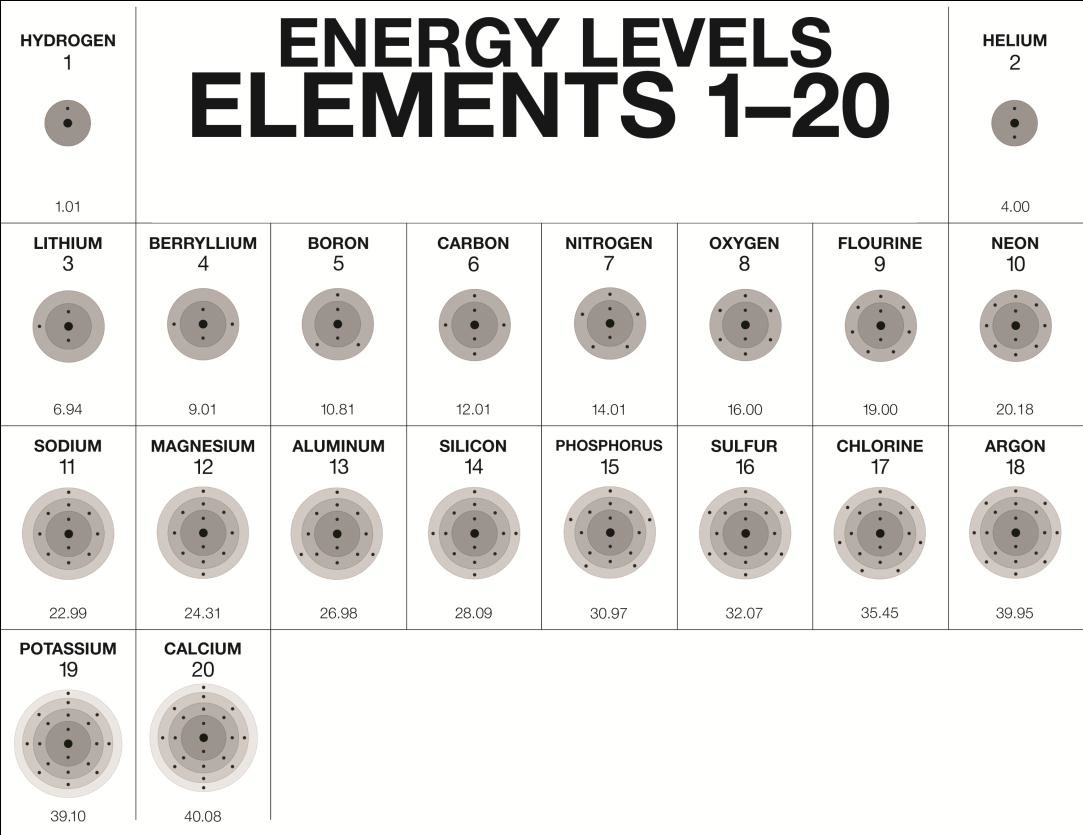 ENERGY LEVELS
ELEMENTS 1–20
HYDROGEN
1
1.01
HELIUM
2
4.00
LITHIUM
3
6.94
BERRYLLIUM
4
9.01
BORON
5
10.81
CARBON
6
12.01
NITROGEN
7
14.01
OXYGEN
8
16.00
FLOURINE
9
19.00
NEON
10
20.18
SODIUM
11
22.99
MAGNESIUM
12
24.31
ALUMINUM
13
26.98
SILICON
14
28.09
PHOSPHORUS
15
30.97
SULFUR
16
32.07
CHLORINE
17
35.45
ARGON
18
39.95
POTASSIUM
19
39.10
CALCIUM
20
40.08